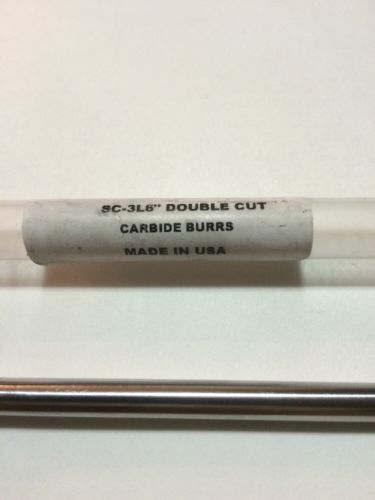 SC-3L6" DOUBLE CUT
CARBIDE BURRS
MADE IN USA